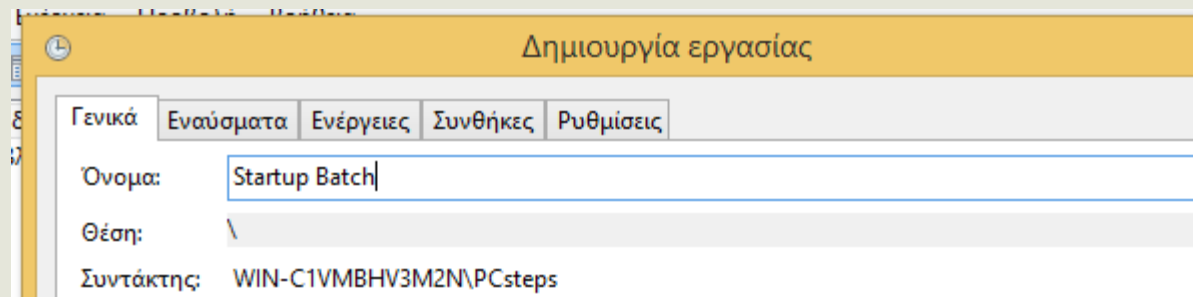 Δημιουργία εργασίας
Γενικά Εναύσματα Ενέργειες Συνθήκες Ρυθμίσεις
Όνομα: Startup Batch
Θέση: \
Συντάκτης: WIN-C1VMBHV3M2N\PCsteps